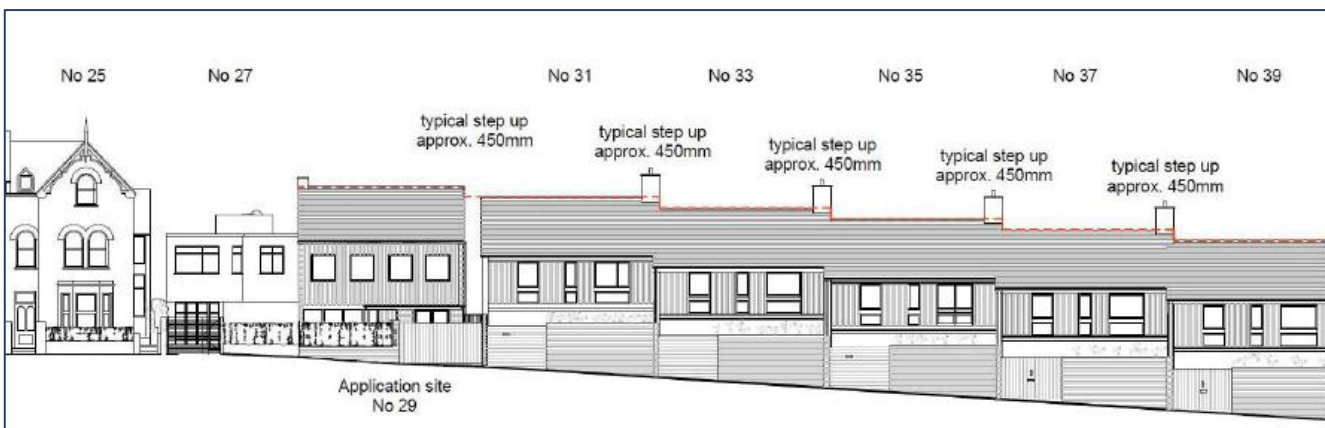 No 25
No 27
No 31
No 33
No 35
No 37
No 39
typical step up
approx. 450mm
typical step up
approx. 450mm
typical step up
approx. 450mm
typical step up
approx. 450mm
typical step up
approx. 450mm
Application site
No 29